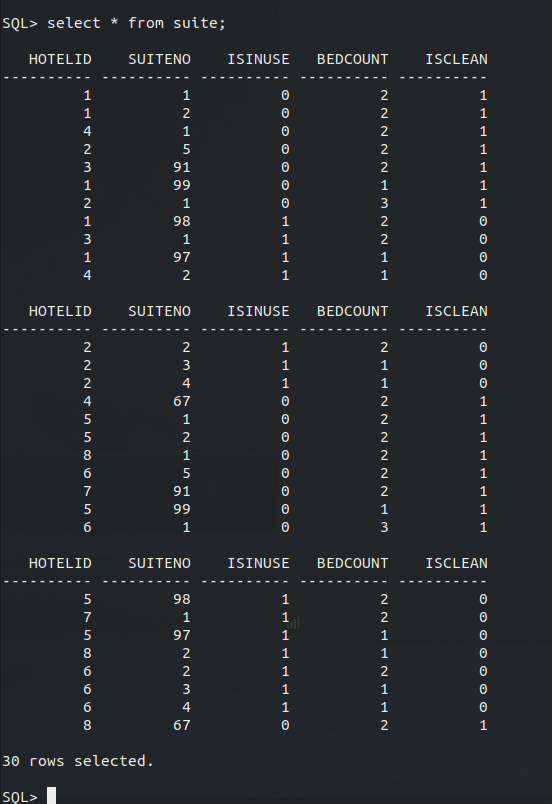 SQL> select * from suite;
   HOTELID    SUITENO    ISINUSE   BEDCOUNT    ISCLEAN
---------- ---------- ---------- ---------- ----------
         1          1          0          2          1
         1          2          0          2          1
         4          1          0          2          1
         2          5          0          2          1
         3         91          0          2          1
         1         99          0          1          1
         2          1          0          3          1
         1         98          1          2          0
         3          1          1          2          0
         1         97          1          1          0
         4          2          1          1          0
   HOTELID    SUITENO    ISINUSE   BEDCOUNT    ISCLEAN
---------- ---------- ---------- ---------- ----------
         2          2          1          2          0
         2          3          1          1          0
         2          4          1          1          0
         4         67          0          2          1
         5          1          0          2          1
         5          2          0          2          1
         8          1          0          2          1
         6          5          0          2          1
         7         91          0          2          1
         5         99          0          1          1
         6          1          0          3          1
   HOTELID    SUITENO    ISINUSE   BEDCOUNT    ISCLEAN
---------- ---------- ---------- ---------- ----------
         5         98          1          2          0
         7          1          1          2          0
         5         97          1          1          0
         8          2          1          1          0
         6          2          1          2          0
         6          3          1          1          0
         6          4          1          1          0
         8         67          0          2          1
30 rows selected.
SQL>